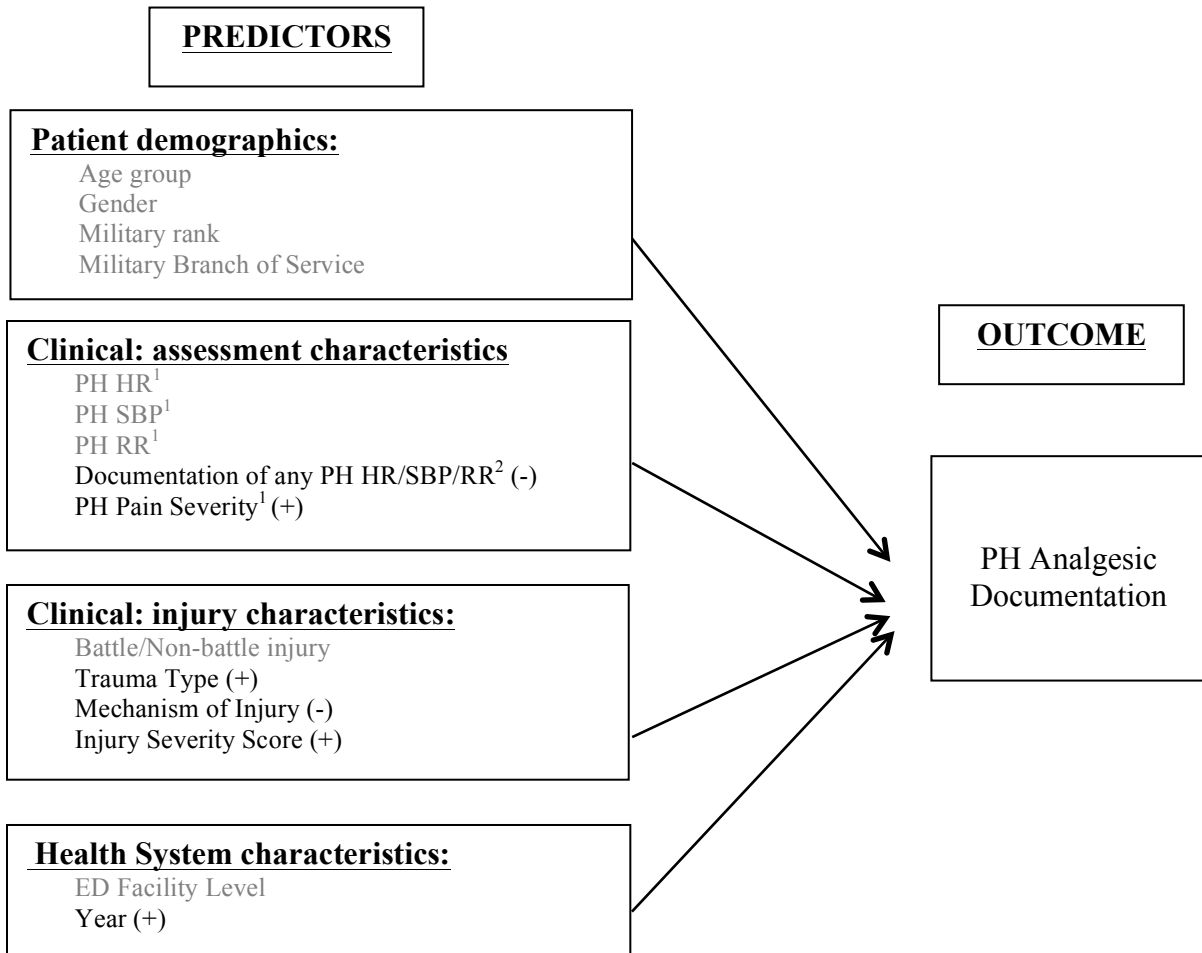 PREDICTORS
Patient demographics:
Age group
Gender
Military rank
Military Branch of Service
Clinical: assessment characteristics
PH HR¹
PH SBP¹
PH RR¹
Documentation of any PH HR/SBP/RR² (-)
PH Pain Severity¹ (+)
Clinical: injury characteristics:
Battle/Non-battle injury
Trauma Type (+)
Mechanism of Injury (-)
Injury Severity Score (+)
Health System characteristics:
ED Facility Level
Year (+)
OUTCOME
PH Analgesic
Documentation